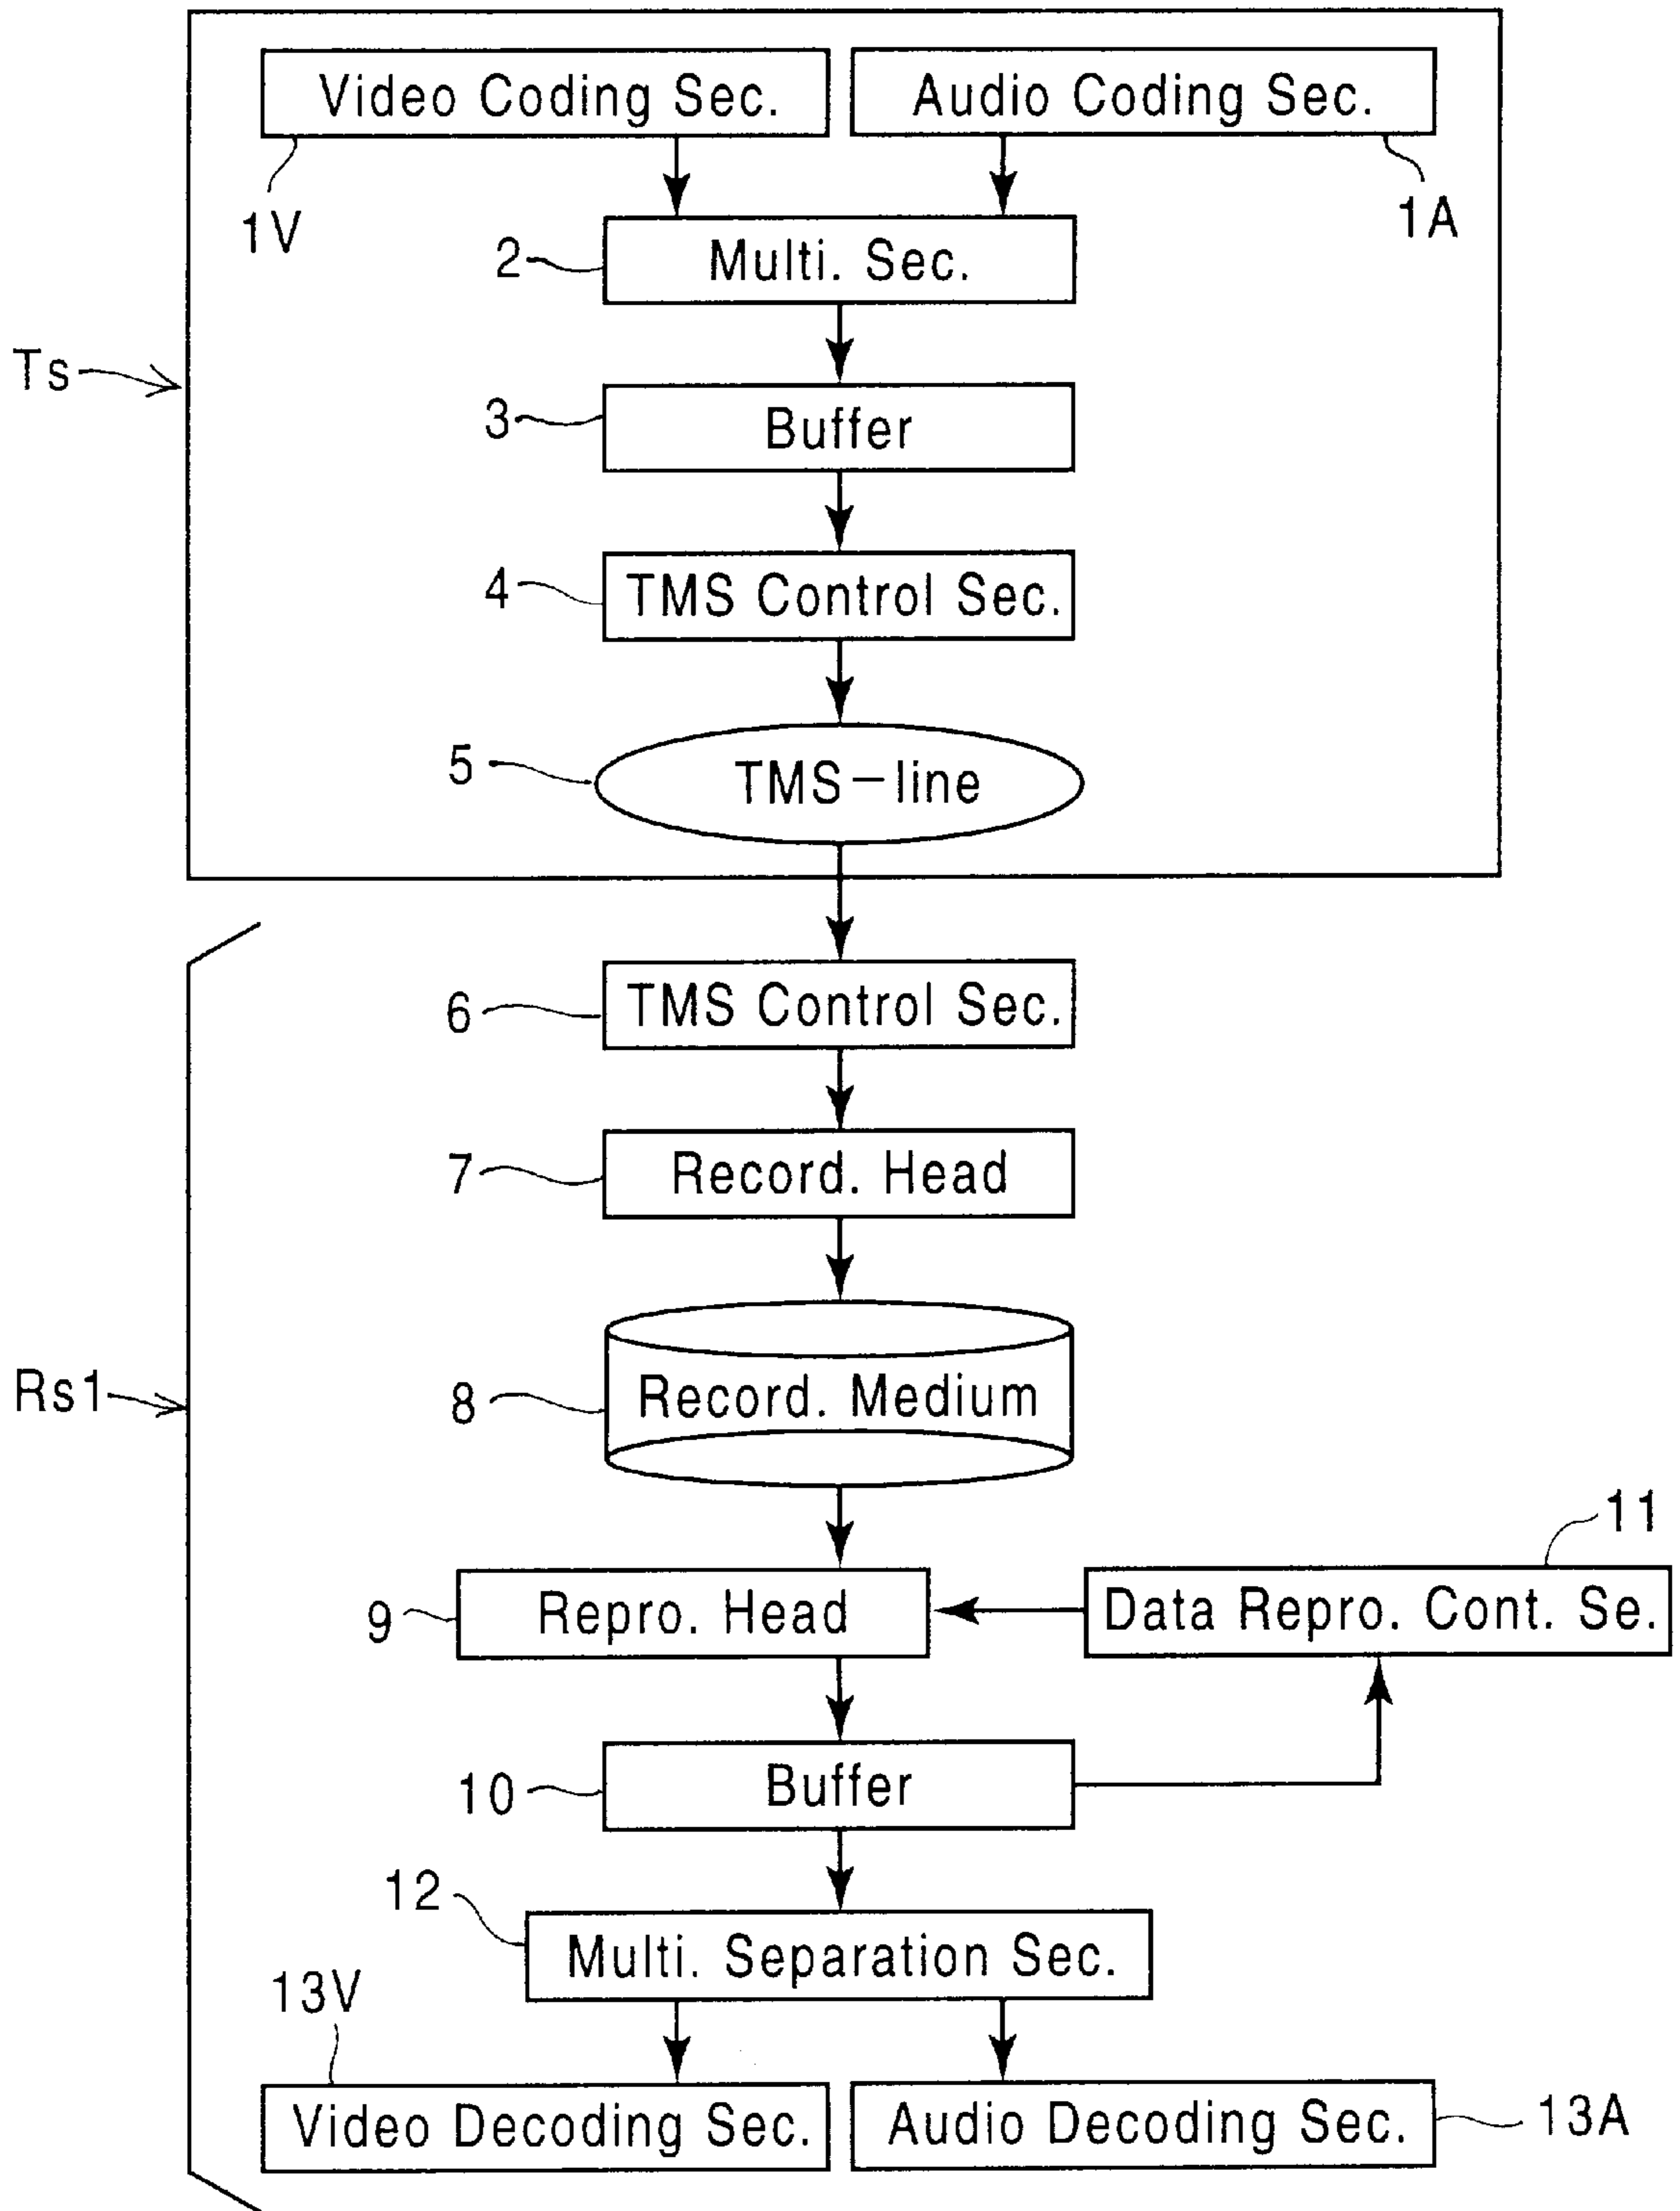 Video Coding Sec.
Audio Coding Sec.
1V
1A
2
Multi. Sec.
Ts
3
Buffer
4
TMS Control Sec.
5
TMS-line
6
TMS Control Sec.
7
Record. Head
Rs1
8
Record. Medium
11
9
Repro. Head
Data Repro. Cont. Se.
10
Buffer
12
Multi. Separation Sec.
13V
Video Decoding Sec.
Audio Decoding Sec.
13A